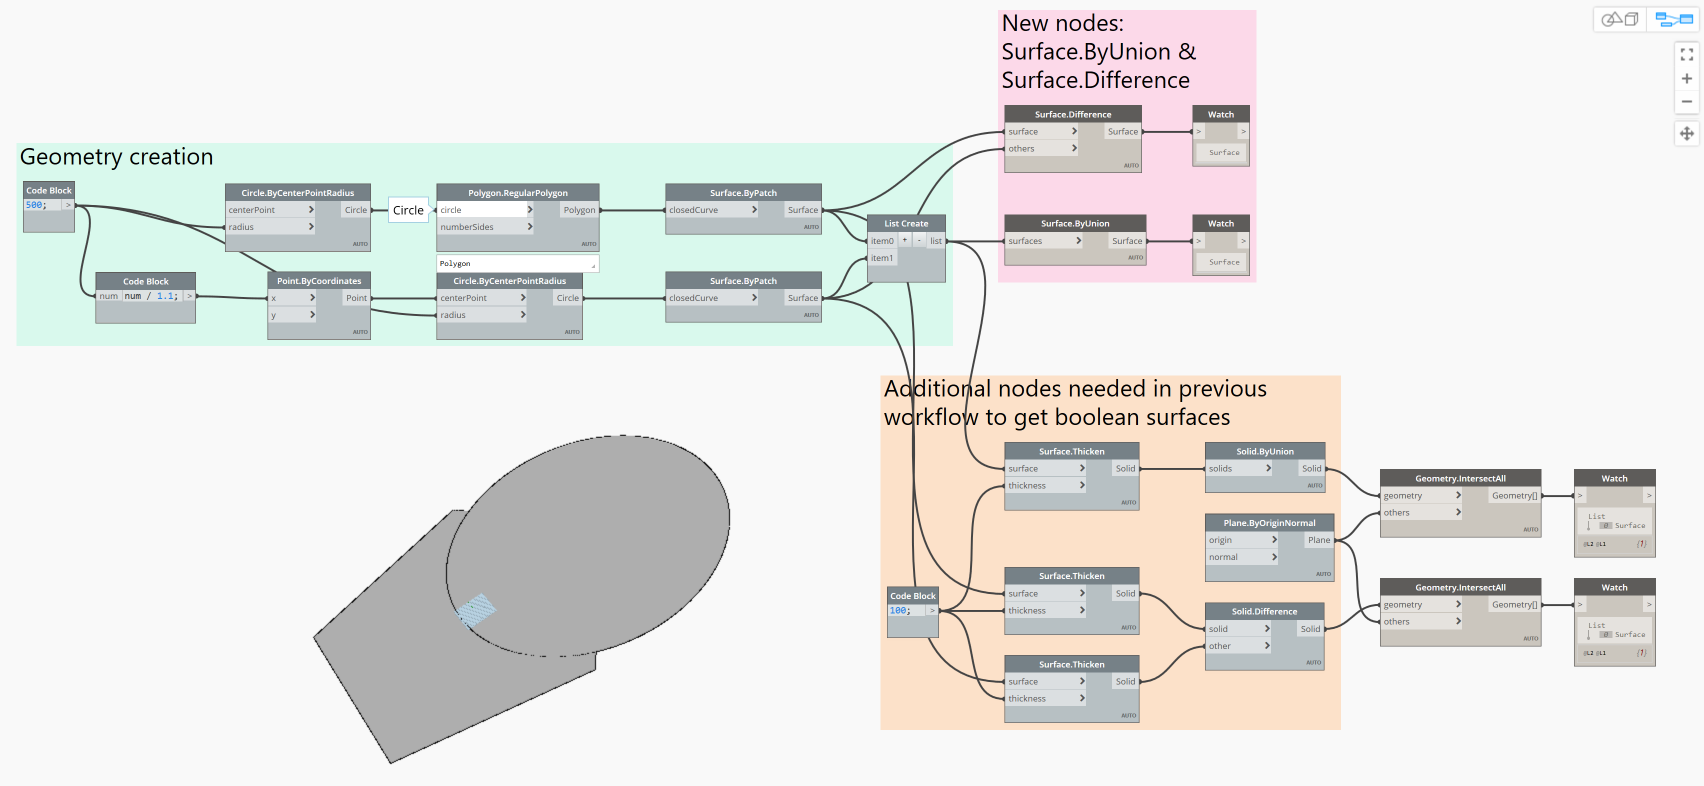 New nodes:
Surface.ByUnion &
Surface.Difference
Surface.Difference
surface > Surface
others >
AUTO
Watch
> >
Surface
Surface.ByUnion
surfaces > Surface
AUTO
Watch
> >
Surface
Geometry creation
Code Block
500; >
Code Block
num num / 1.1; >
Circle.ByCenterPointRadius
centerPoint > Circle
radius >
AUTO
Circle
Polygon.RegularPolygon
circle > Polygon
numberSides >
AUTO
Polygon
Surface.ByPatch
closedCurve > Surface
AUTO
List Create
item0 + - list
item1
Point.ByCoordinates
x > Point
y >
AUTO
Circle.ByCenterPointRadius
centerPoint > Circle
radius >
AUTO
Surface.ByPatch
closedCurve > Surface
AUTO
Additional nodes needed in previous
workflow to get boolean surfaces
Surface.Thicken
surface > Solid
thickness >
AUTO
Solid.ByUnion
solids > Solid
AUTO
Plane.ByOriginNormal
origin > Plane
normal >
AUTO
Code Block
100; >
Surface.Thicken
surface > Solid
thickness >
AUTO
Solid.Difference
solid > Solid
other >
AUTO
Surface.Thicken
surface > Solid
thickness >
AUTO
Geometry.IntersectAll
geometry > Geometry[]
others >
AUTO
Watch
> >
List
0 Surface
@L2 @L1 {1}
Geometry.IntersectAll
geometry > Geometry[]
others >
AUTO
Watch
> >
List
0 Surface
@L2 @L1 {1}